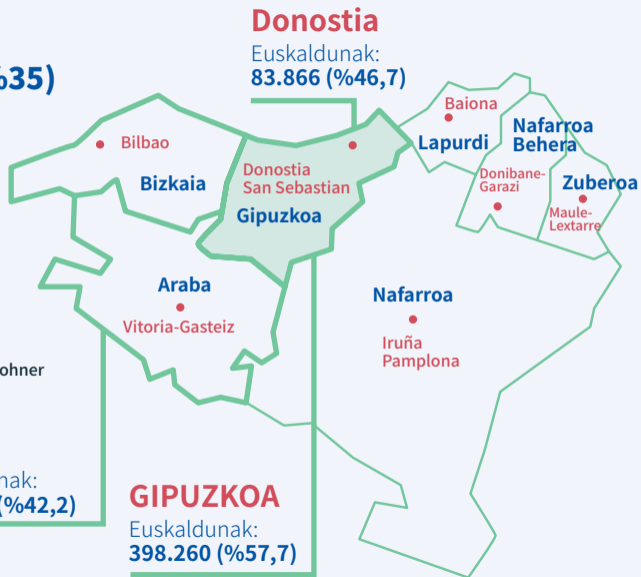 Donostia
Euskaldunak:
83.866 (%46,7)
%35)
Baiona
Lapurdi
Nafarroa
Behera
Bilbao
Bizkaia
Donostia
San Sebastian
Gipuzkoa
Donibane-
Garazi
Zuberoa
Maule-
Lextarre
Araba
Vitoria-Gasteiz
Nafarroa
Iruña
Pamplona
ohner
nak:
(%42,2)
GIPUZKOA
Euskaldunak:
398.260 (%57,7)